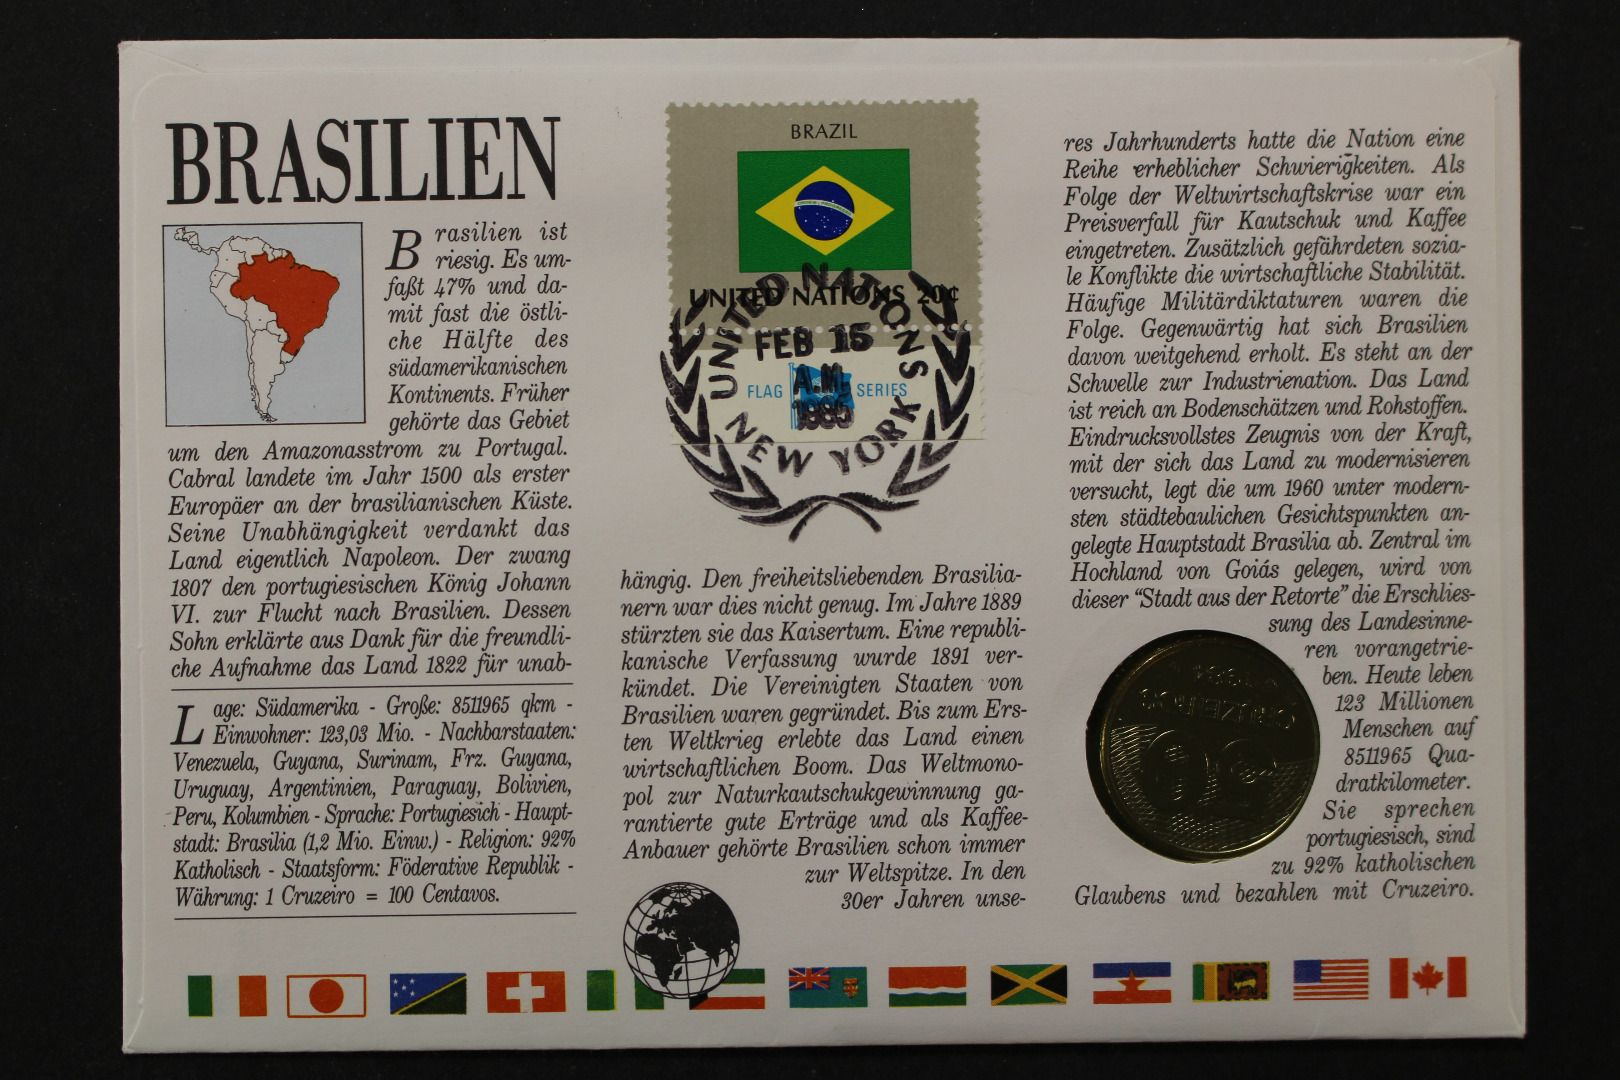 BRASILIEN
Brasilien ist
riesig. Es um-
faßt 47% und da-
mit fast die östli-
che Hälfte des
südamerikanischen
Kontinents. Früher
gehörte das Gebiet
um den Amazonasstrom zu Portugal.
Cabral landete im Jahr 1500 als erster
Europäer an der brasilianischen Küste.
Seine Unabhängigkeit verdankt das
Land eigentlich Napoleon. Der zwang
1807 den portugiesischen König Johann
VI. zur Flucht nach Brasilien. Dessen
Sohn erklärte aus Dank für die freundli-
che Aufnahme das Land 1822 für unab-
Lage: Südamerika - Große: 8511965 qkm -
Einwohner: 123,03 Mio. - Nachbarstaaten:
Venezuela, Guyana, Surinam, Frz. Guyana,
Uruguay, Argentinien, Paraguay, Bolivien,
Peru, Kolumbien - Sprache: Portugiesich - Haupt-
stadt: Brasilia (1,2 Mio. Einw.) - Religion: 92%
Katholisch - Staatsform: Föderative Republik -
Währung: 1 Cruzeiro = 100 Centavos.
BRAZIL
UNITED NATIONS 20¢
FLAG SERIES
UNITED NATIONS
FEB 15
A.M.
1985
NEW YORK
hängig. Den freiheitsliebenden Brasilia-
nern war dies nicht genug. Im Jahre 1889
stürzten sie das Kaisertum. Eine republi-
kanische Verfassung wurde 1891 ver-
kündet. Die Vereinigten Staaten von
Brasilien waren gegründet. Bis zum Ers-
ten Weltkrieg erlebte das Land einen
wirtschaftlichen Boom. Das Weltmono-
pol zur Naturkautschukgewinnung ga-
rantierte gute Erträge und als Kaffee-
Anbauer gehörte Brasilien schon immer
zur Weltspitze. In den
30er Jahren unse-
res Jahrhunderts hatte die Nation eine
Reihe erheblicher Schwierigkeiten. Als
Folge der Weltwirtschaftskrise war ein
Preisverfall für Kautschuk und Kaffee
eingetreten. Zusätzlich gefährdeten sozia-
le Konflikte die wirtschaftliche Stabilität.
Häufige Militärdiktaturen waren die
Folge. Gegenwärtig hat sich Brasilien
davon weitgehend erholt. Es steht an der
Schwelle zur Industrienation. Das Land
ist reich an Bodenschätzen und Rohstoffen.
Eindrucksvollstes Zeugnis von der Kraft,
mit der sich das Land zu modernisieren
versucht, legt die um 1960 unter modern-
sten städtebaulichen Gesichtspunkten an-
gelegte Hauptstadt Brasilia ab. Zentral im
Hochland von Goiás gelegen, wird von
dieser "Stadt aus der Retorte" die Erschlies-
sung des Landesinne-
ren vorangetrie-
ben. Heute leben
123 Millionen
Menschen auf
8511965 Qua-
dratkilometer.
Sie sprechen
portugiesisch, sind
zu 92% katholischen
Glaubens und bezahlen mit Cruzeiro.